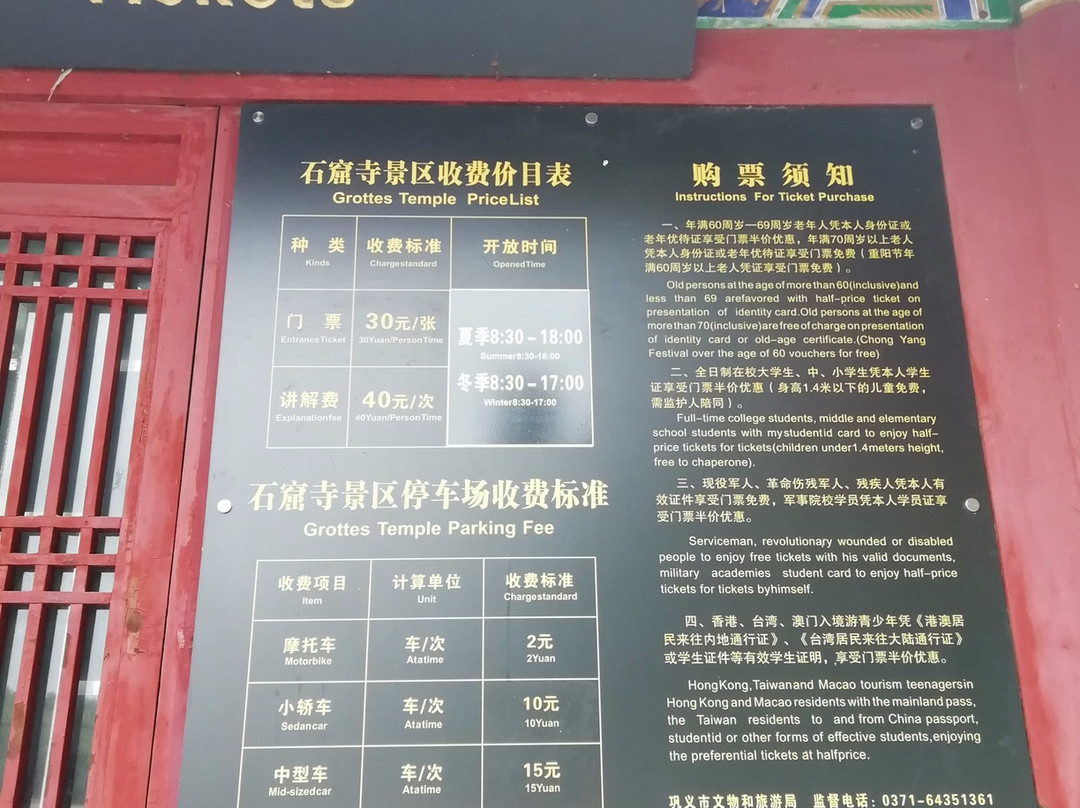 Tickets
石窟寺景区收费价目表
Grottes Temple PriceList
种 类 收费标准 开放时间
Kinds Chargestandard OpenedTime
门 票 30元/张
EntranceTicket 30Yuan/PersonTime
夏季8:30-18:00
Summer8:30-18:00
冬季8:30-17:00
Winter8:30-17:00
讲解费 40元/次
Explanationfee 40Yuan/PersonTime
石窟寺景区停车场收费标准
Grottes Temple Parking Fee
收费项目 计算单位 收费标准
Item Unit Chargestandard
摩托车 车/次 2元
Motorbike Atatime 2Yuan
小轿车 车/次 10元
Sedancar Atatime 10Yuan
中型车 车/次 15元
Mid-sizedcar Atatime 15Yuan
购票须知
Instructions For Ticket Purchase
一、年满60周岁—69周岁老年人凭本人身份证或
老年优待证享受门票半价优惠，年满70周岁以上老人
凭本人身份证或老年优待证享受门票免费（重阳节年
满60周岁以上老人凭证享受门票免费）。
Old persons at the age of more than 60(inclusive)and
less than 69 arefavored with half-price ticket on
presentation of identity card.Old persons at the age of
more than 70(inclusive)are free of charge on presentation
of identity card or old-age certificate.(Chong Yang
Festival over the age of 60 vouchers for free)
二、全日制在校大学生、中、小学生凭本人学生
证享受门票半价优惠（身高1.4米以下的儿童免费，
需监护人陪同）。
Full-time college students, middle and elementary
school students with mystudentid card to enjoy half-
price tickets for tickets(children under1.4meters height,
free to chaperone).
三、现役军人、革命伤残军人、残疾人凭本人有
效证件享受门票免费，军事院校学员凭本人学员证享
受门票半价优惠。
Serviceman, revolutionary wounded or disabled
people to enjoy free tickets with his valid documents,
military academies student card to enjoy half-price
tickets for tickets byhimself.
四、香港、台湾、澳门入境游青少年凭《港澳居
民来往内地通行证》、《台湾居民来往大陆通行证》
或学生证件等有效学生证明，享受门票半价优惠。
HongKong,Taiwanand Macao tourism teenagersin
Hong Kong and Macao residents with the mainland pass,
the Taiwan residents to and from China passport,
studentid or other forms of effective students,enjoying
the preferential tickets at halfprice.
巩义市文物和旅游局 监督电话：0371-64351361